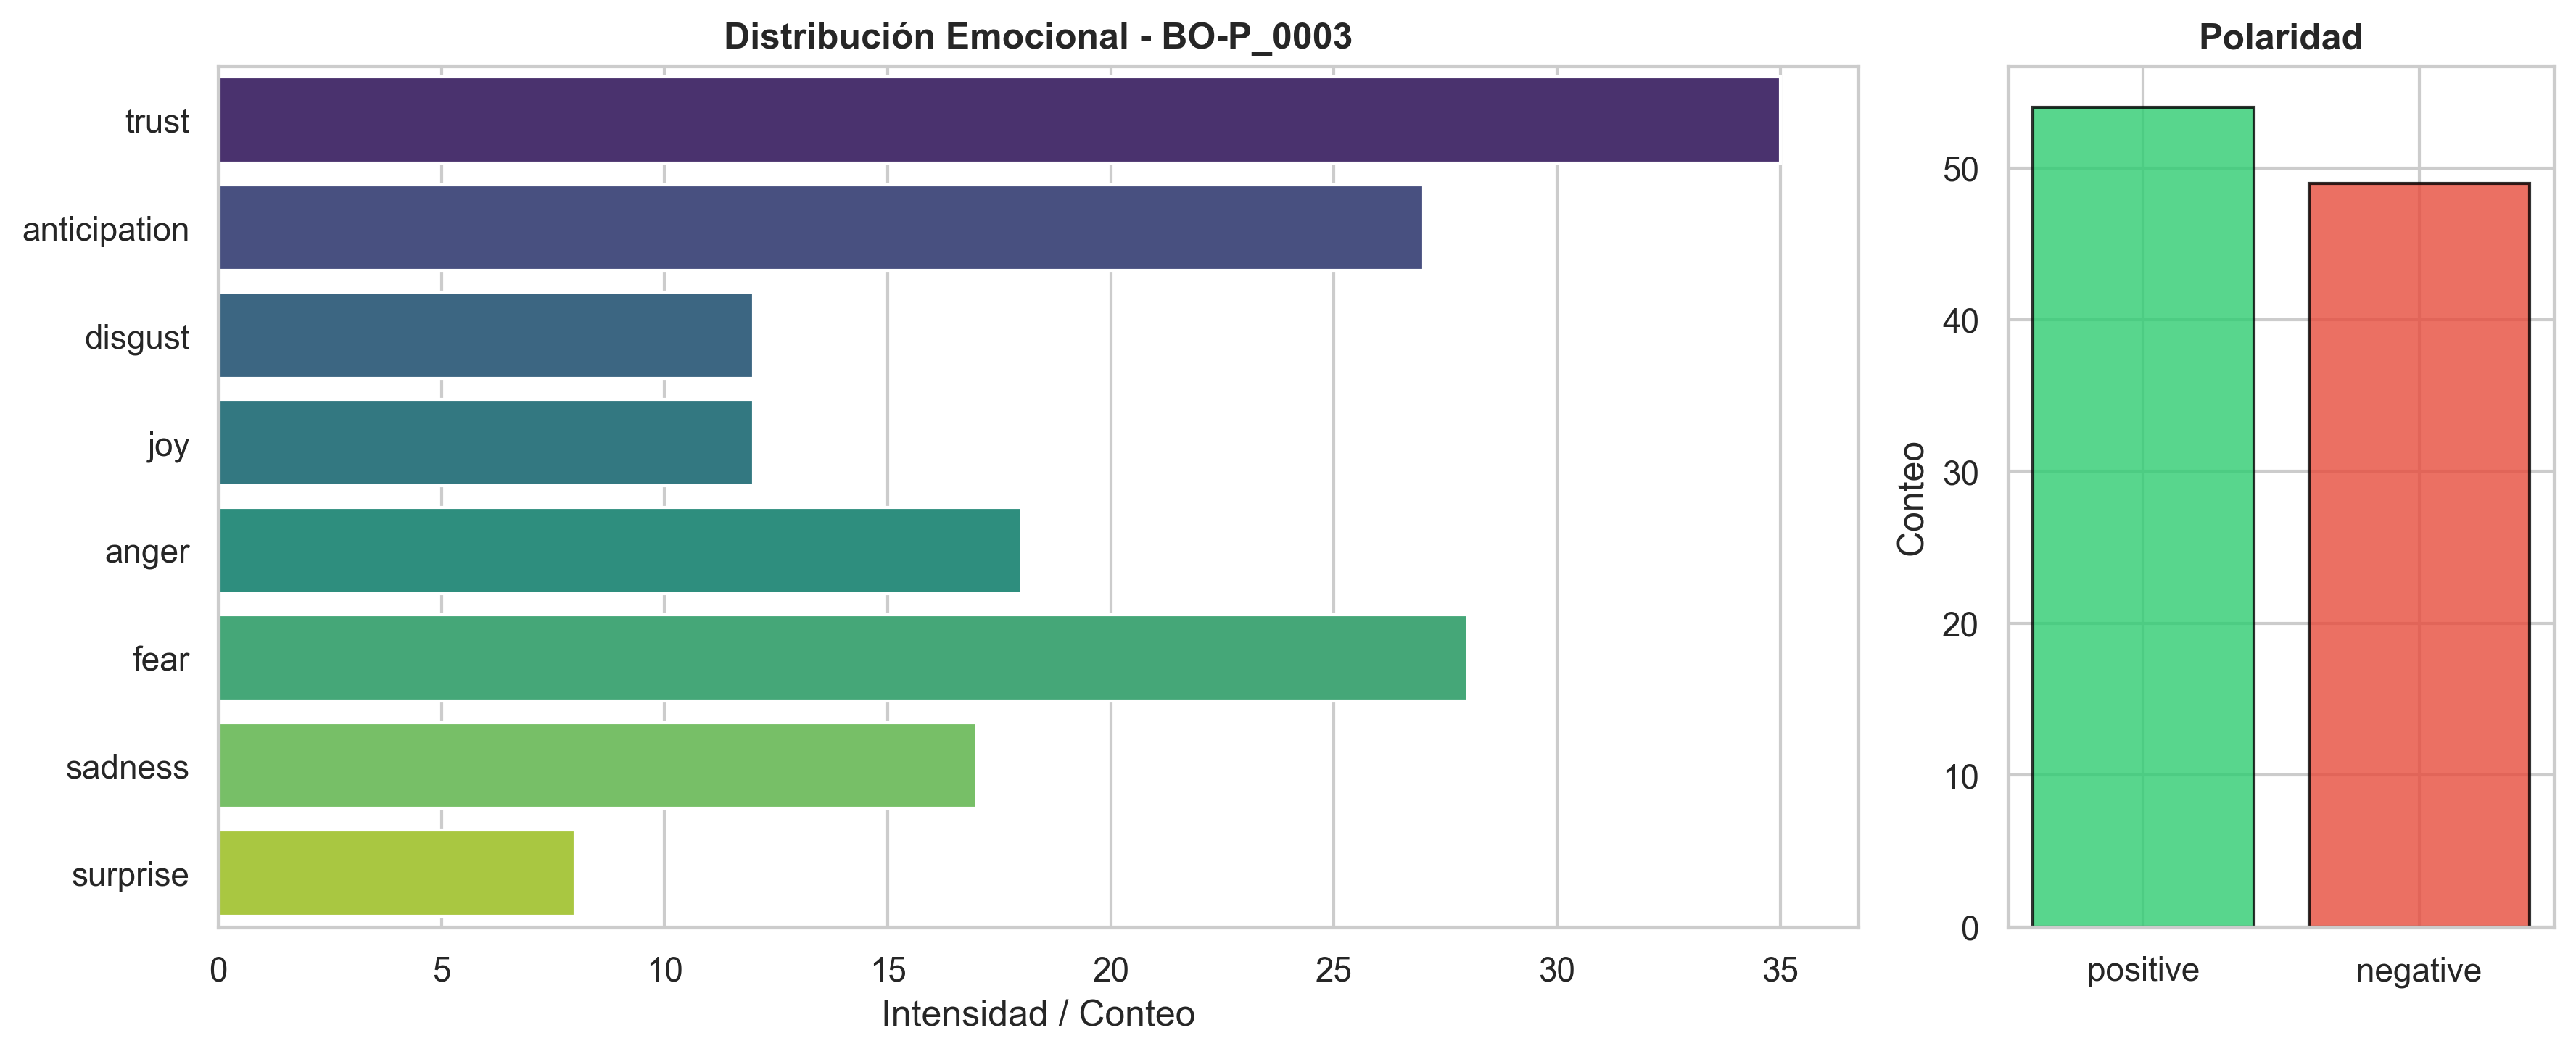 Distribución Emocional - BO-P_0003
trust
anticipation
disgust
joy
anger
fear
sadness
surprise
0 5 10 15 20 25 30 35
Intensidad / Conteo
Polaridad
Conteo
50
40
30
20
10
0
positive negative